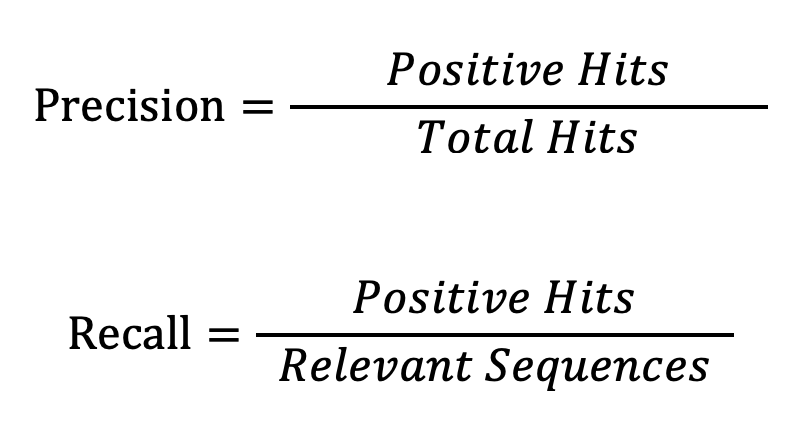 Precision = Positive Hits / Total Hits
Recall = Positive Hits / Relevant Sequences